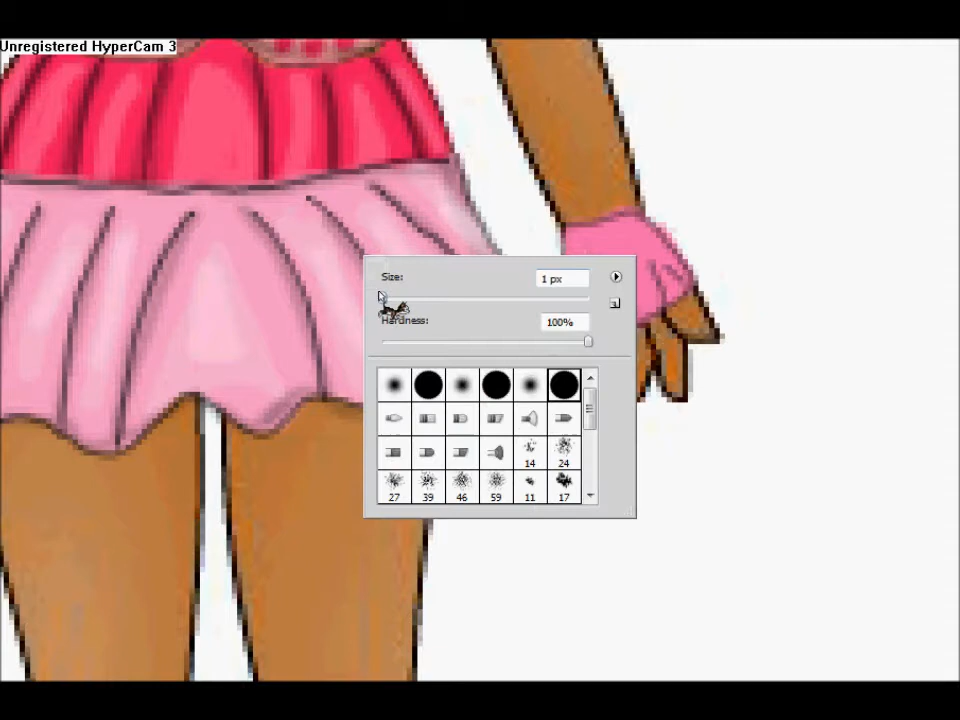 Unregistered HyperCam 3
Size:
1 px
Hardness:
100%
14
24
27
39
46
59
11
17